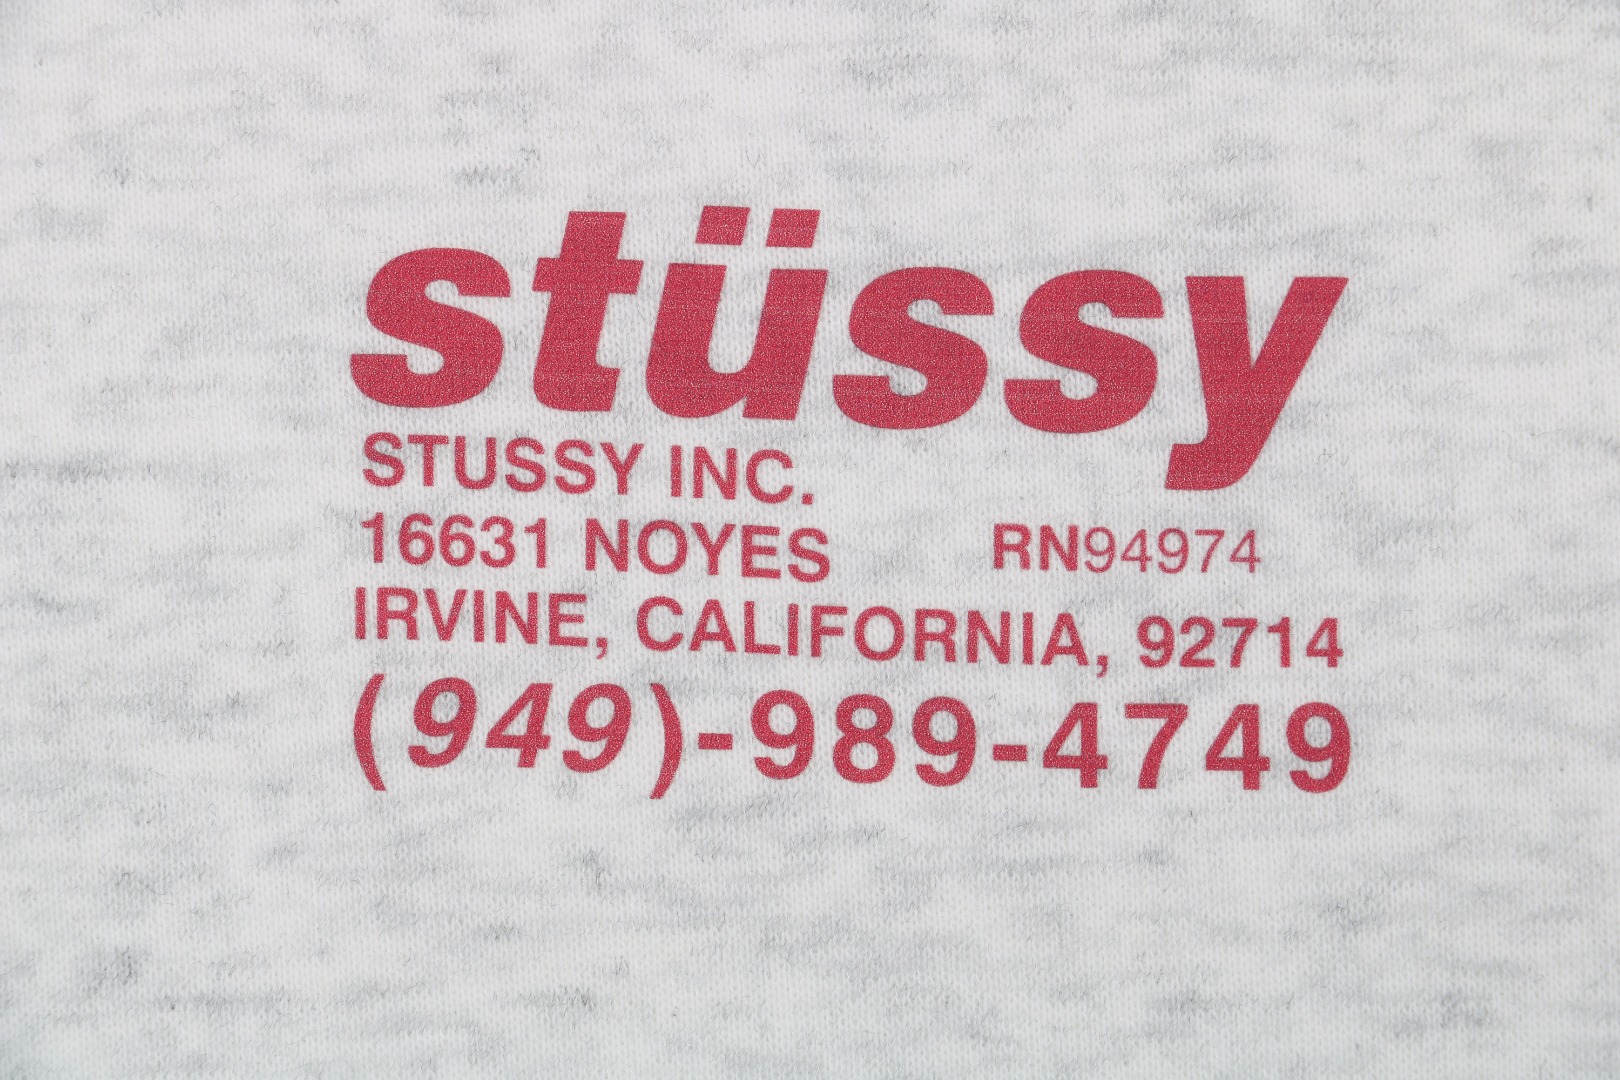 stüssy
STUSSY INC.
16631 NOYES RN94974
IRVINE, CALIFORNIA, 92714
(949)-989-4749